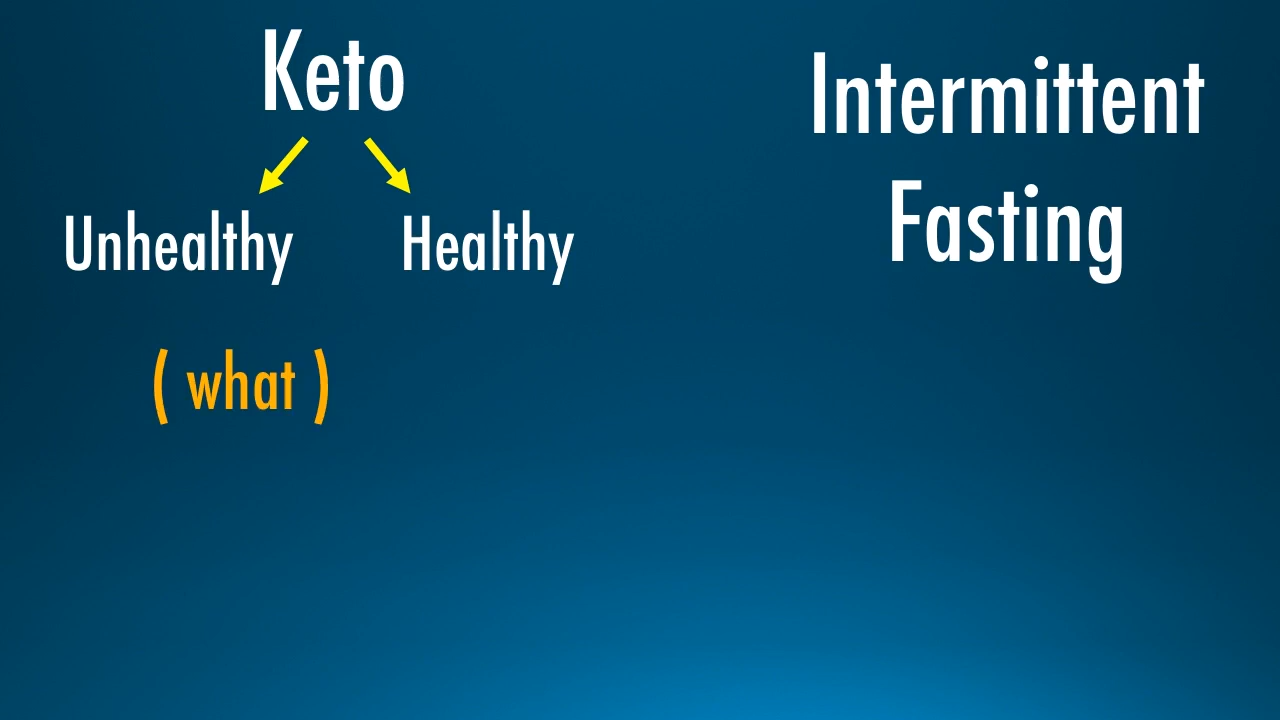 Keto
Unhealthy
Healthy
( what )
Intermittent
Fasting